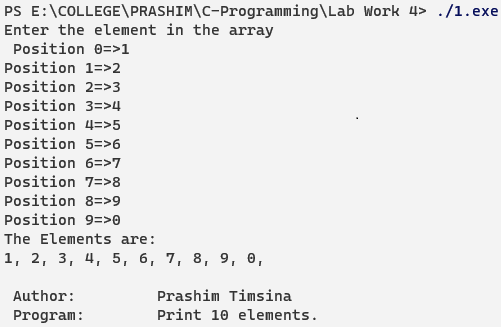 PS E:\COLLEGE\PRASHIM\C-Programming\Lab Work 4> ./1.exe
Enter the element in the array
 Position 0=>1
Position 1=>2
Position 2=>3
Position 3=>4
Position 4=>5
Position 5=>6
Position 6=>7
Position 7=>8
Position 8=>9
Position 9=>0
The Elements are:
1, 2, 3, 4, 5, 6, 7, 8, 9, 0,

 Author:         Prashim Timsina
 Program:        Print 10 elements.